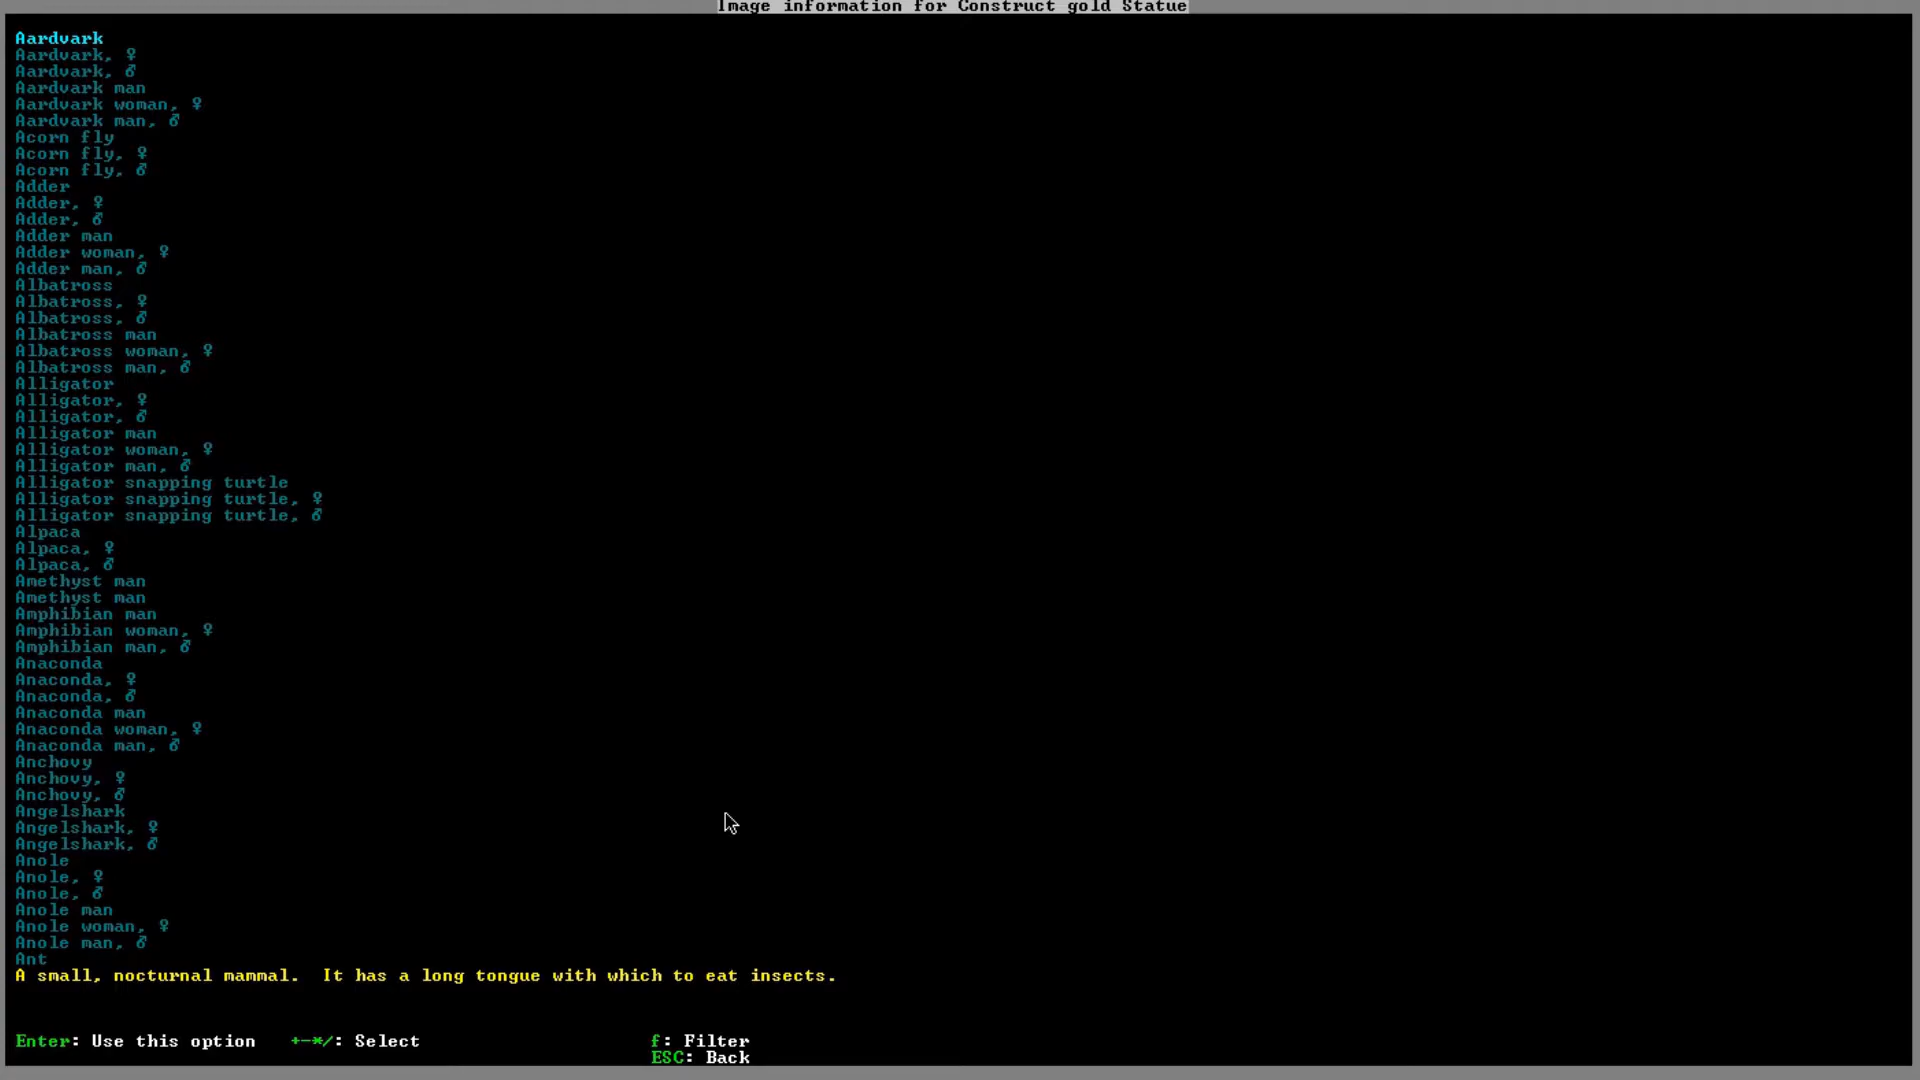 Image information for Construct gold Statue
Aardvark
Aardvark, ♀
Aardvark, ♂
Aardvark man
Aardvark woman, ♀
Aardvark man, ♂
Acorn fly
Acorn fly, ♀
Acorn fly, ♂
Adder
Adder, ♀
Adder, ♂
Adder man
Adder woman, ♀
Adder man, ♂
Albatross
Albatross, ♀
Albatross, ♂
Albatross man
Albatross woman, ♀
Albatross man, ♂
Alligator
Alligator, ♀
Alligator, ♂
Alligator man
Alligator woman, ♀
Alligator man, ♂
Alligator snapping turtle
Alligator snapping turtle, ♀
Alligator snapping turtle, ♂
Alpaca
Alpaca, ♀
Alpaca, ♂
Amethyst man
Amethyst man
Amphibian man
Amphibian woman, ♀
Amphibian man, ♂
Anaconda
Anaconda, ♀
Anaconda, ♂
Anaconda man
Anaconda woman, ♀
Anaconda man, ♂
Anchovy
Anchovy, ♀
Anchovy, ♂
Angelshark
Angelshark, ♀
Angelshark, ♂
Anole
Anole, ♀
Anole, ♂
Anole man
Anole woman, ♀
Anole man, ♂
Ant
A small, nocturnal mammal.  It has a long tongue with which to eat insects.
Enter: Use this option   +-*/: Select   f: Filter
ESC: Back